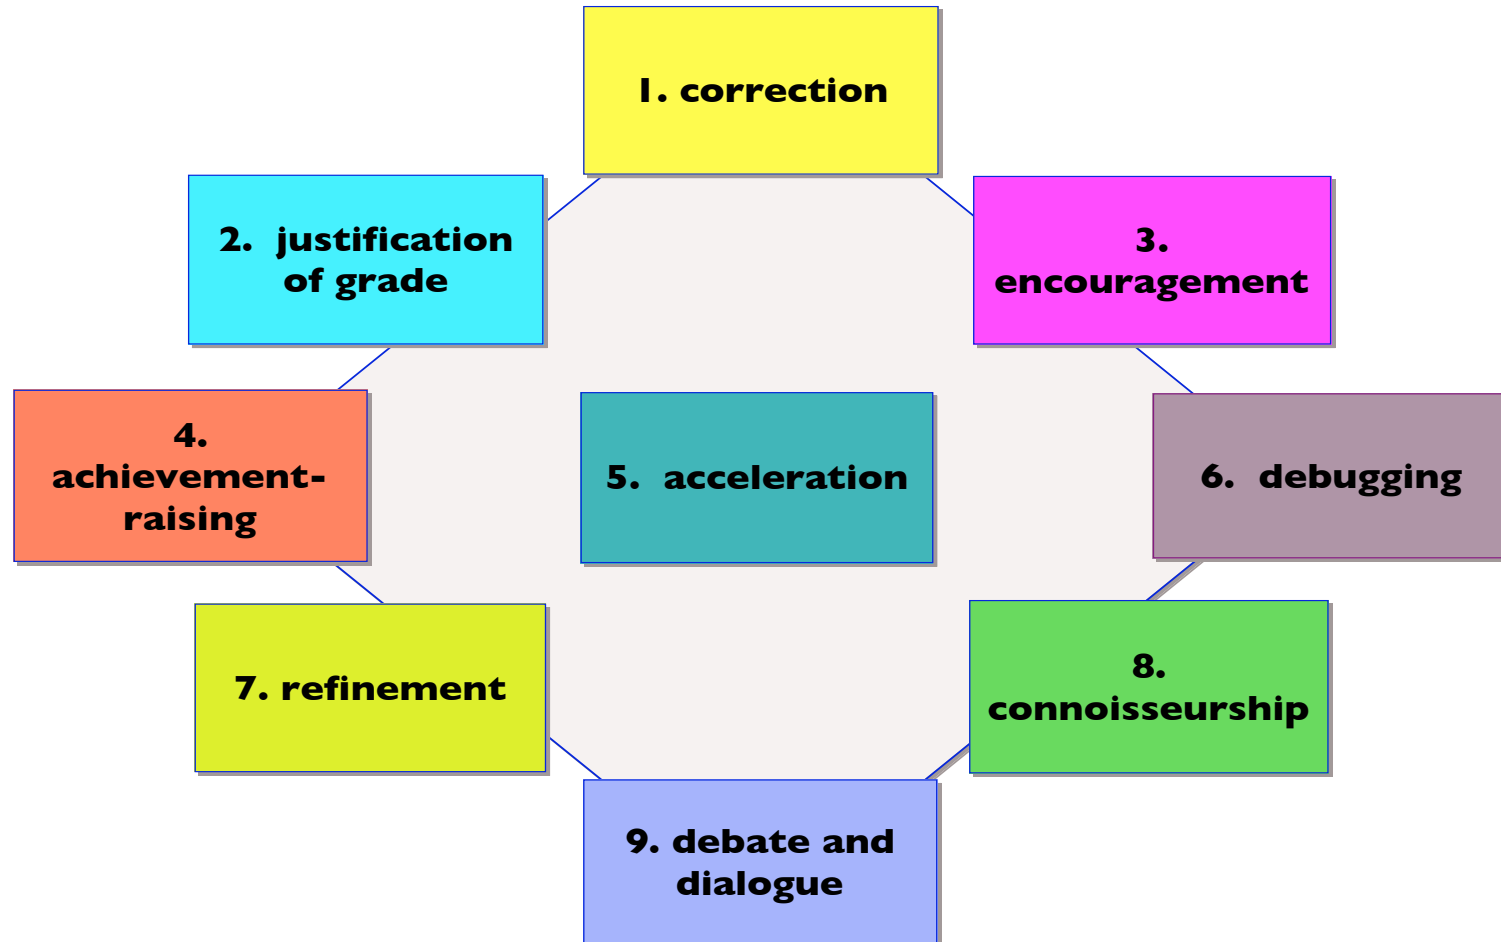 1. correction
2.  justification
of grade
3.
encouragement
4.
achievement-
raising
5.  acceleration
6.  debugging
7. refinement
8.
connoisseurship
9. debate and
dialogue